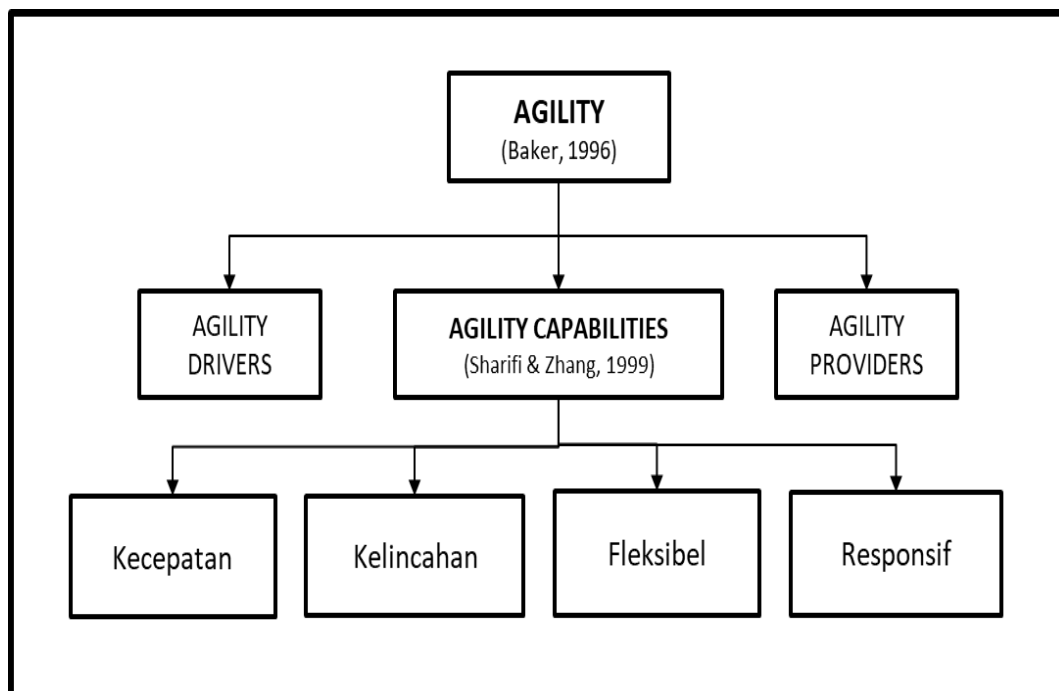 AGILITY
(Baker, 1996)
AGILITY
DRIVERS
AGILITY CAPABILITIES
(Sharifi & Zhang, 1999)
AGILITY
PROVIDERS
Kecepatan
Kelincahan
Fleksibel
Responsif